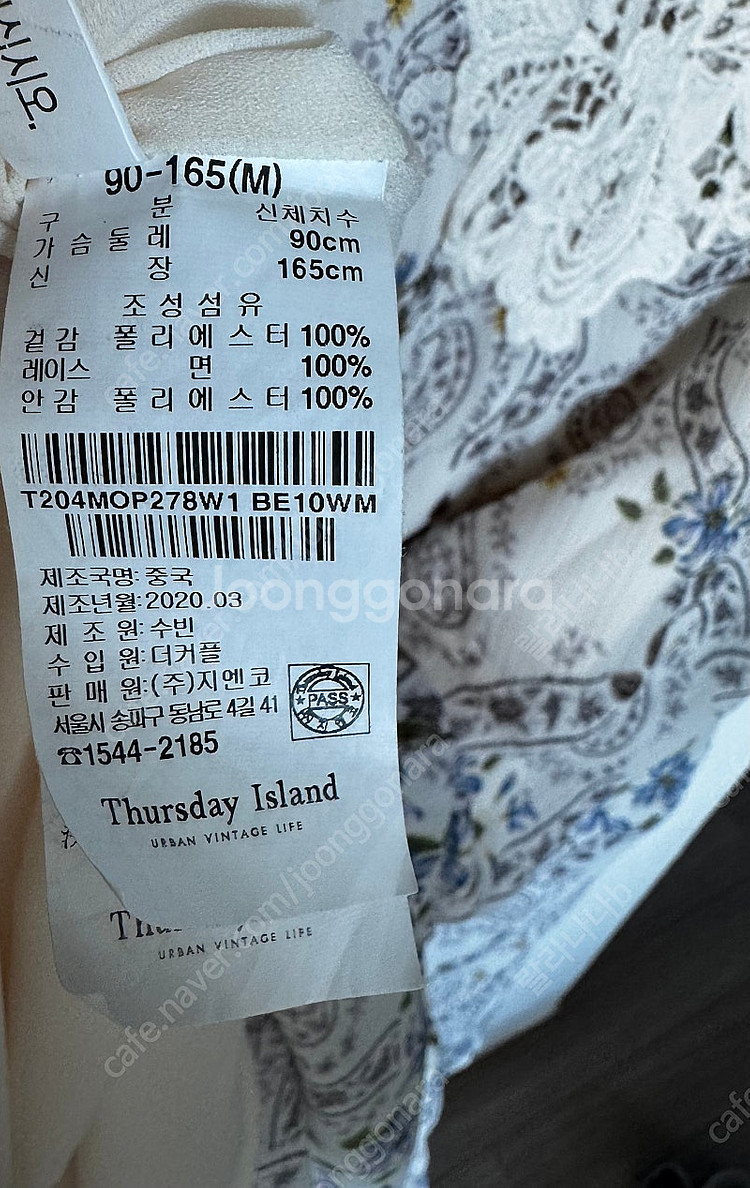 십시오.
90-165(M)
구 분 신체치수
가슴둘레 90cm
신 장 165cm
조성섬유
겉감 폴리에스터 100%
레이스 면 100%
안감 폴리에스터 100%
T204MOP278W1 BE10WM
제조국명: 중국
제조년월: 2020.03
제 조 원: 수빈
수 입 원: 더커플
판 매 원: (주)지엔코
서울시 송파구 동남로 4길 41
☎1544-2185
PASS
Thursday Island
URBAN VINTAGE LIFE
URBAN VINTAGE LIFE
joonggonara
cafe.naver.com/joonggonara